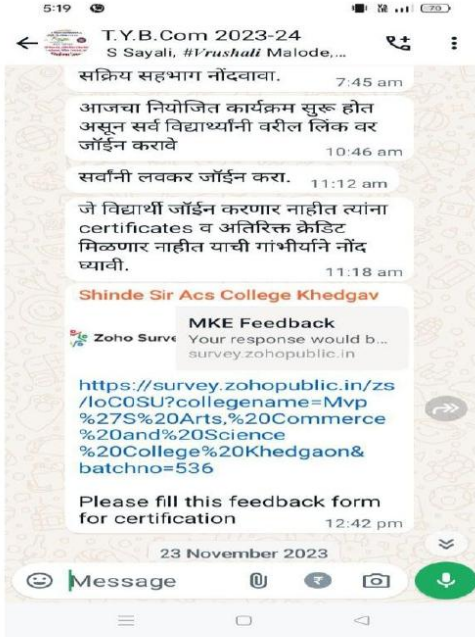 5:19
70
T.Y.B.Com 2023-24
S Sayali, #Vrushali Malode,...
सक्रिय सहभाग नोंदवावा.
7:45 am
आजचा नियोजित कार्यक्रम सुरू होत
असून सर्व विद्यार्थ्यांनी वरील लिंक वर
जॉईन करावे
10:46 am
सर्वांनी लवकर जॉईन करा.
11:12 am
जे विद्यार्थी जॉईन करणार नाहीत त्यांना
certificates व अतिरिक्त क्रेडिट
मिळणार नाहीत याची गांभीर्याने नोंद
घ्यावी.
11:18 am
Shinde Sir Acs College Khedgav
Zoho Surve
MKE Feedback
Your response would b...
survey.zohopublic.in
https://survey.zohopublic.in/zs
/loC0SU?collegename=Mvp
%27S%20Arts,%20Commerce
%20and%20Science
%20College%20Khedgaon&
batchno=536
Please fill this feedback form
for certification
12:42 pm
23 November 2023
Message
₹